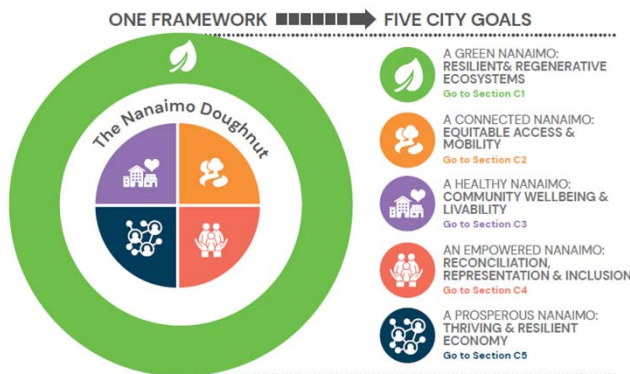 ONE FRAMEWORK
FIVE CITY GOALS
The Nanaimo Doughnut
A GREEN NANAIMO:
RESILIENT& REGENERATIVE
ECOSYSTEMS
Go to Section C1
A CONNECTED NANAIMO:
EQUITABLE ACCESS &
MOBILITY
Go to Section C2
A HEALTHY NANAIMO:
COMMUNITY WELLBEING &
LIVABILITY
Go to Section C3
AN EMPOWERED NANAIMO:
RECONCILIATION,
REPRESENTATION & INCLUSION
Go to Section C4
A PROSPEROUS NANAIMO:
THRIVING & RESILIENT
ECONOMY
Go to Section C5